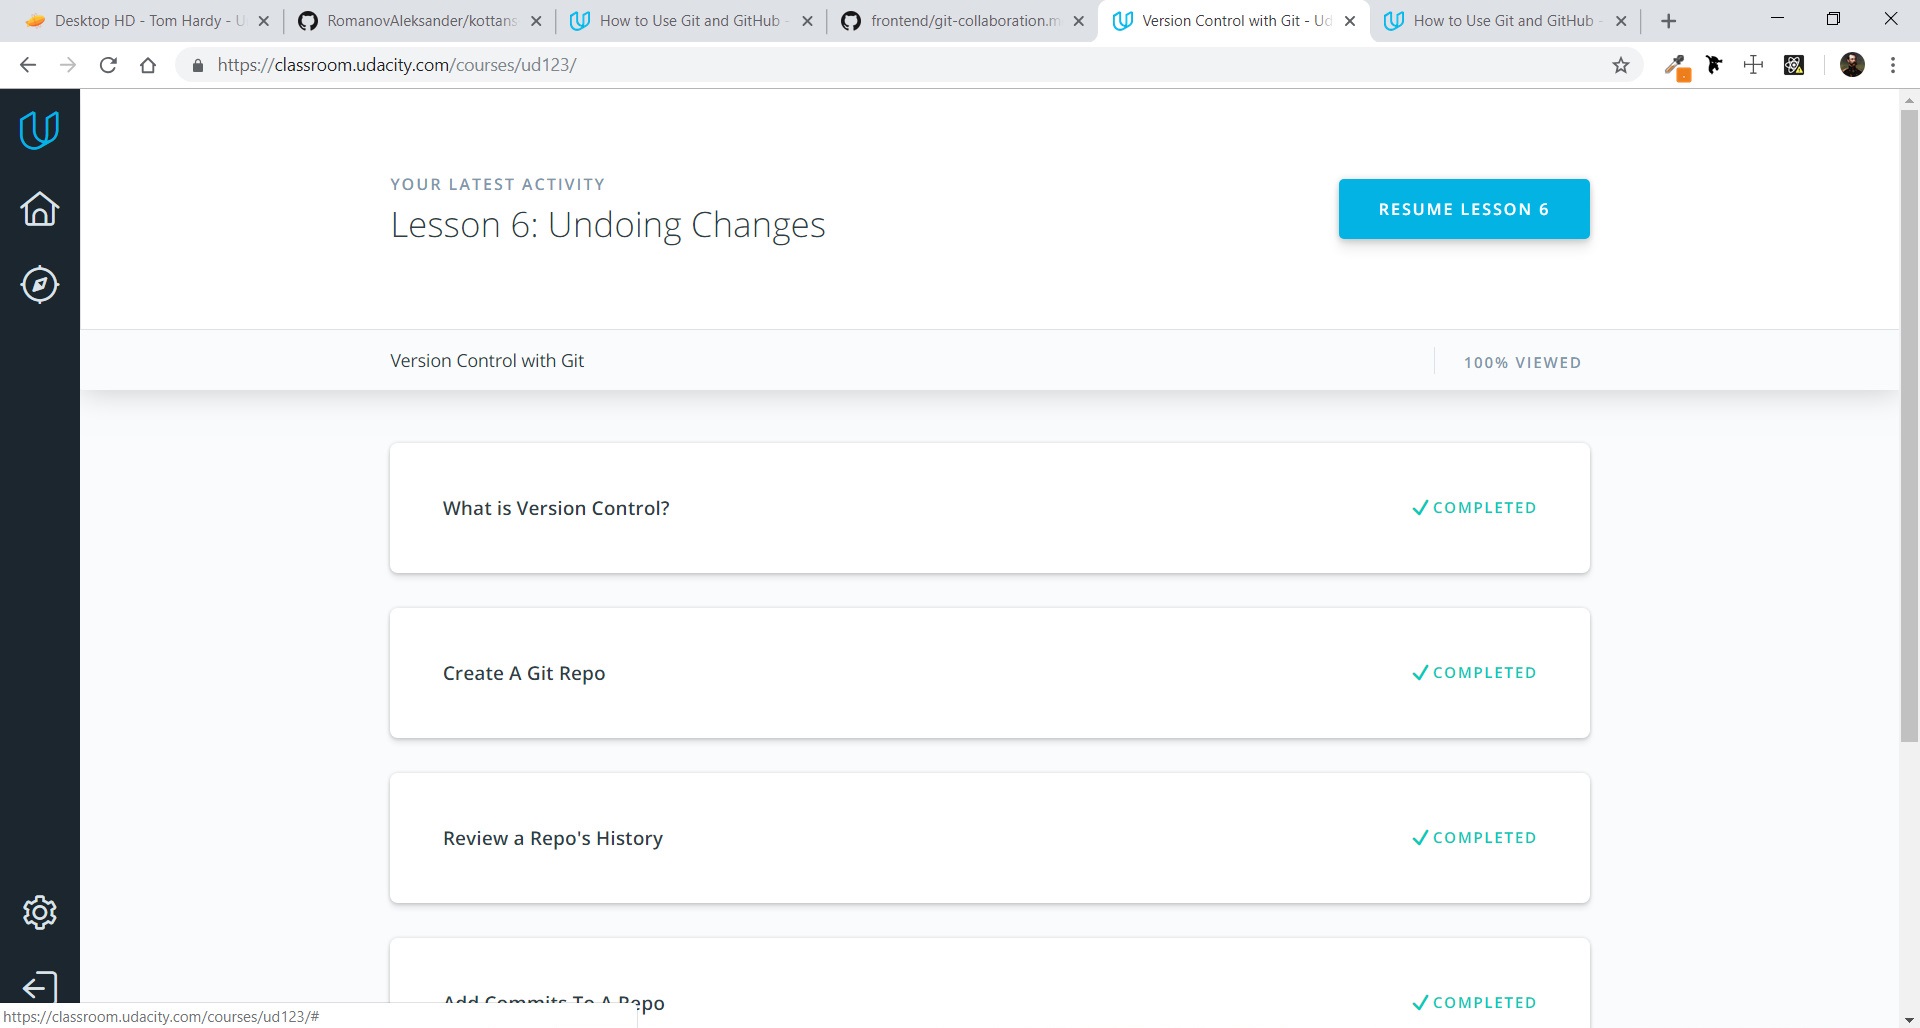 Desktop HD - Tom Hardy - U
RomanovAleksander/kottans
How to Use Git and GitHub -
frontend/git-collaboration.m
Version Control with Git - Ud
How to Use Git and GitHub -
https://classroom.udacity.com/courses/ud123/
YOUR LATEST ACTIVITY
Lesson 6: Undoing Changes
RESUME LESSON 6
Version Control with Git
100% VIEWED
What is Version Control?
COMPLETED
Create A Git Repo
COMPLETED
Review a Repo's History
COMPLETED
Add Commits To A Repo
COMPLETED
https://classroom.udacity.com/courses/ud123/#